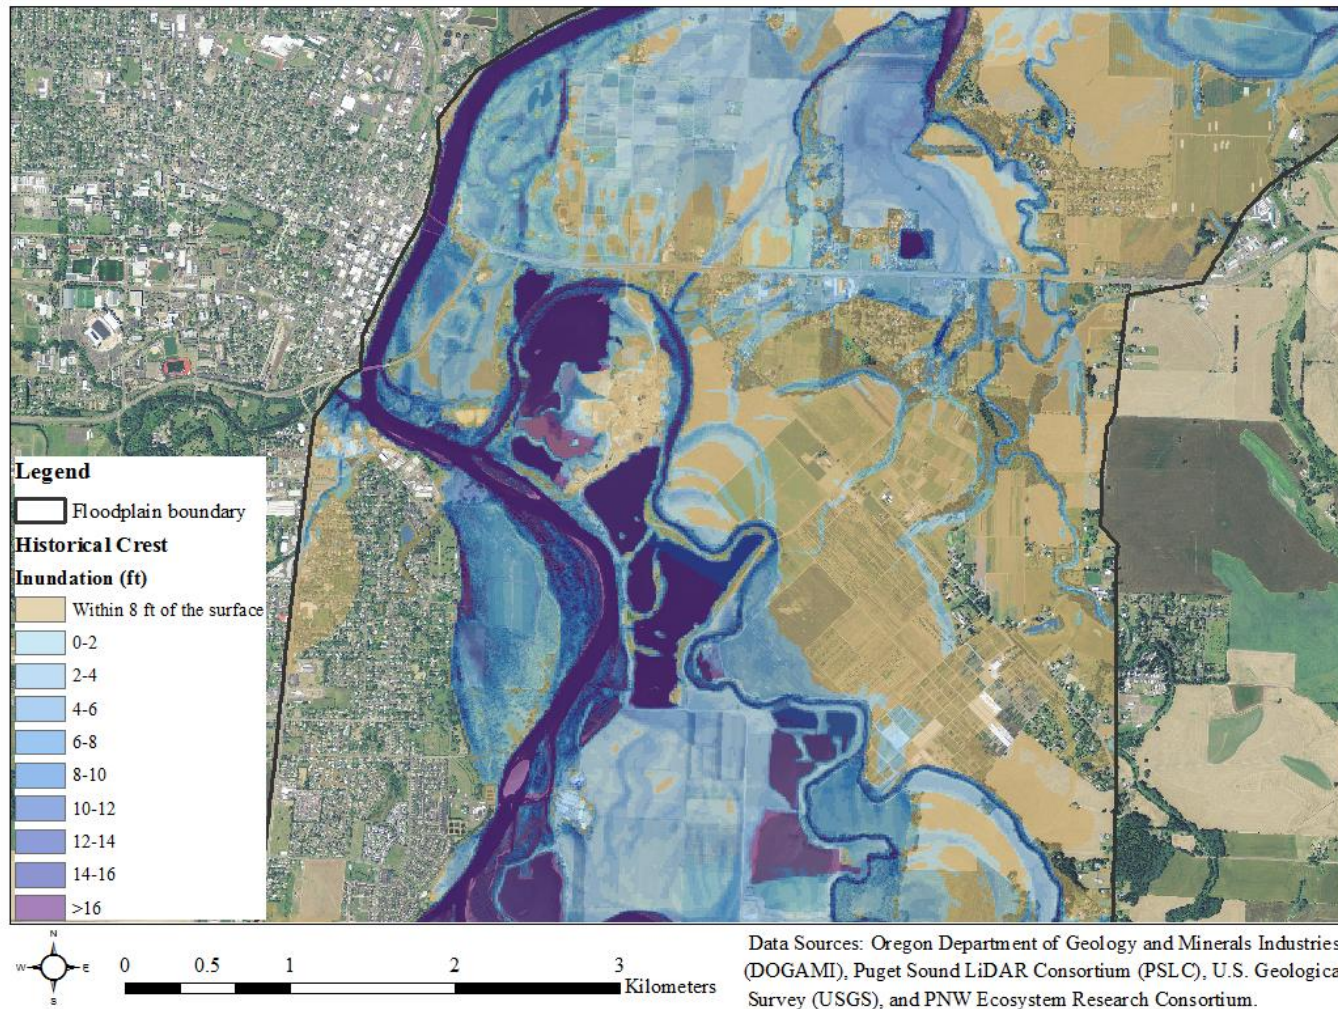 Legend
Floodplain boundary
Historical Crest
Inundation (ft)
Within 8 ft of the surface
0-2
2-4
4-6
6-8
8-10
10-12
12-14
14-16
>16
N
W
E
S
0 0.5 1 2 3
Kilometers
Data Sources: Oregon Department of Geology and Minerals Industries
(DOGAMI), Puget Sound LiDAR Consortium (PSLC), U.S. Geological
Survey (USGS), and PNW Ecosystem Research Consortium.